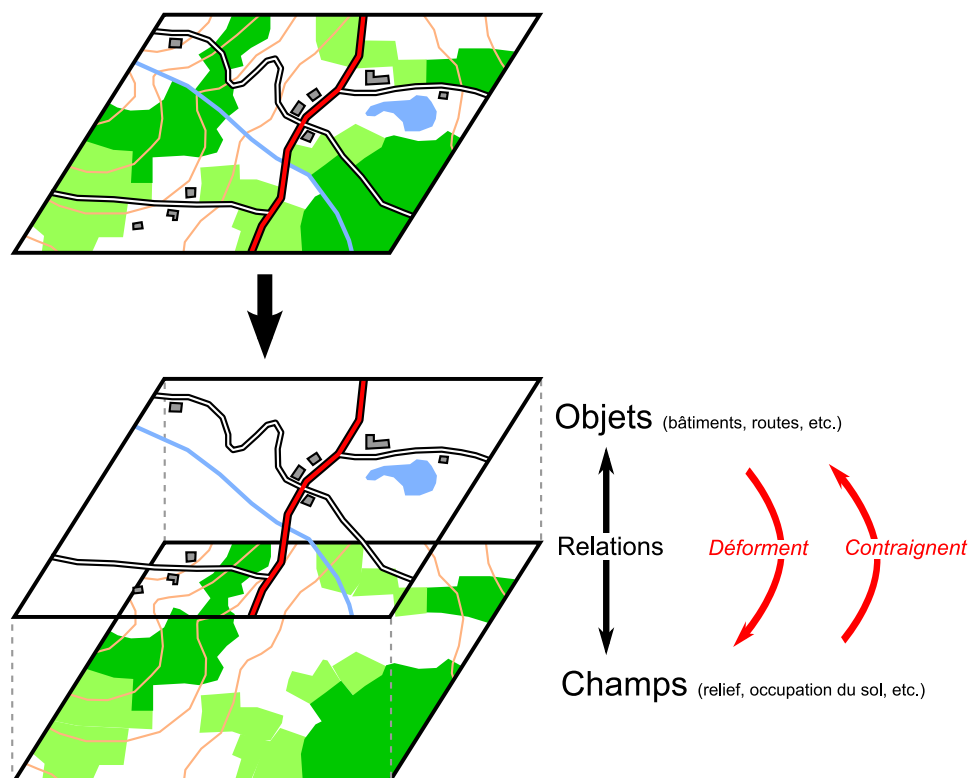 Objets (bâtiments, routes, etc.)
Relations
Déforment
Contraignent
Champs (relief, occupation du sol, etc.)